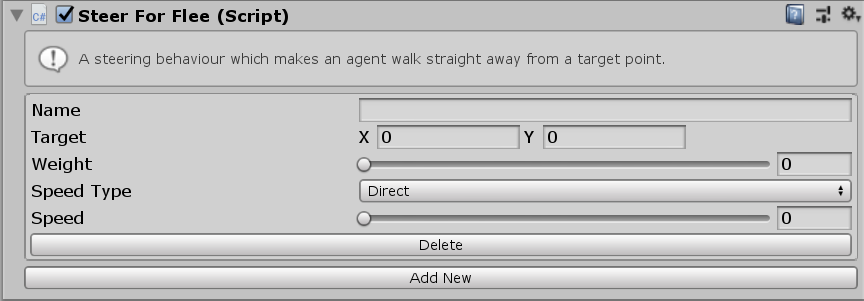 C# Steer For Flee (Script)
A steering behaviour which makes an agent walk straight away from a target point.
Name
Target X 0 Y 0
Weight 0
Speed Type Direct
Speed 0
Delete
Add New